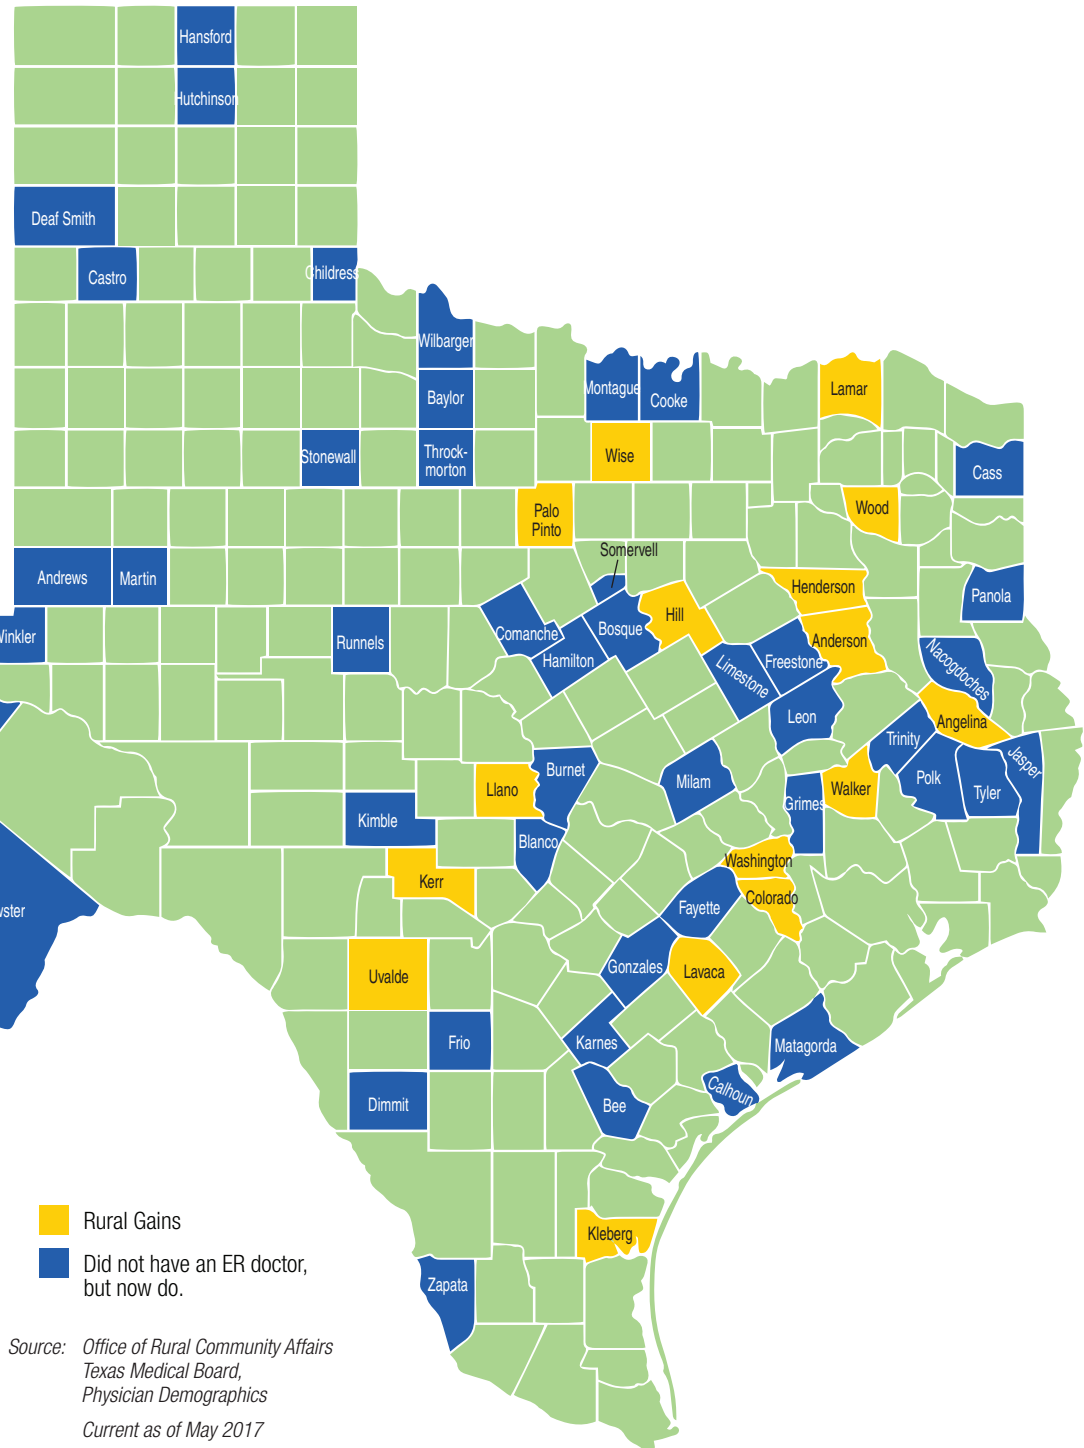 Hansford
Hutchinson
Deaf Smith
Castro
Childress
Wilbarger
Montague
Cooke
Lamar
Baylor
Stonewall
Throck-
morton
Wise
Cass
Palo
Pinto
Wood
Somervell
Andrews
Martin
Henderson
Panola
Winkler
Runnels
Comanche
Bosque
Hill
Anderson
Hamilton
Limestone
Freestone
Nacogdoches
Leon
Angelina
Trinity
Jasper
Burnet
Milam
Polk
Llano
Grimes
Walker
Tyler
Kimble
Blanco
Washington
Kerr
Colorado
Fayette
wster
Uvalde
Gonzales
Lavaca
Frio
Karnes
Matagorda
Dimmit
Bee
Calhoun
Kleberg
Zapata
Rural Gains
Did not have an ER doctor,
but now do.
Source: Office of Rural Community Affairs
Texas Medical Board,
Physician Demographics
Current as of May 2017